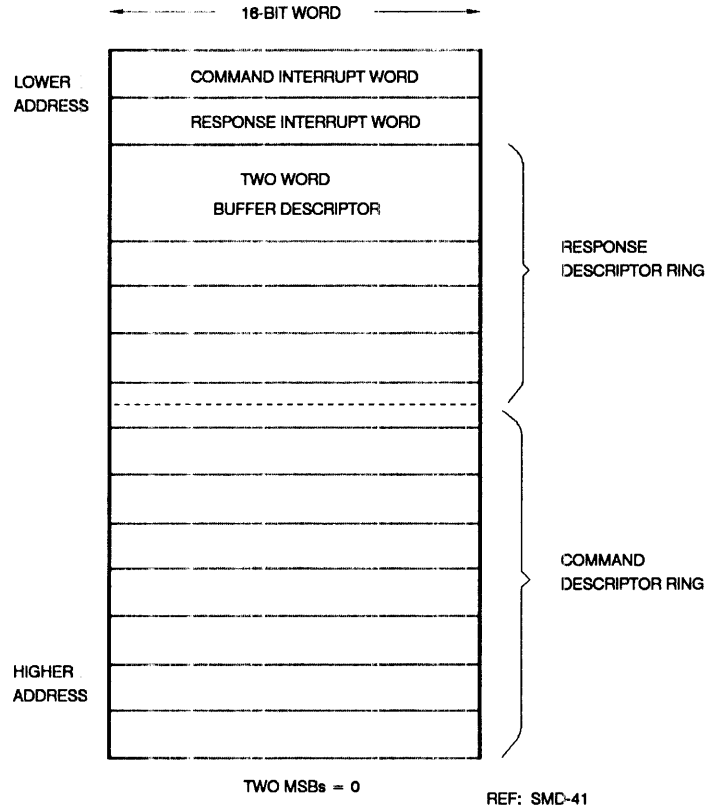 16-BIT WORD
LOWER
ADDRESS
COMMAND INTERRUPT WORD
RESPONSE INTERRUPT WORD
TWO WORD
BUFFER DESCRIPTOR
RESPONSE
DESCRIPTOR RING
COMMAND
DESCRIPTOR RING
HIGHER
ADDRESS
TWO MSBs = 0
REF: SMD-41